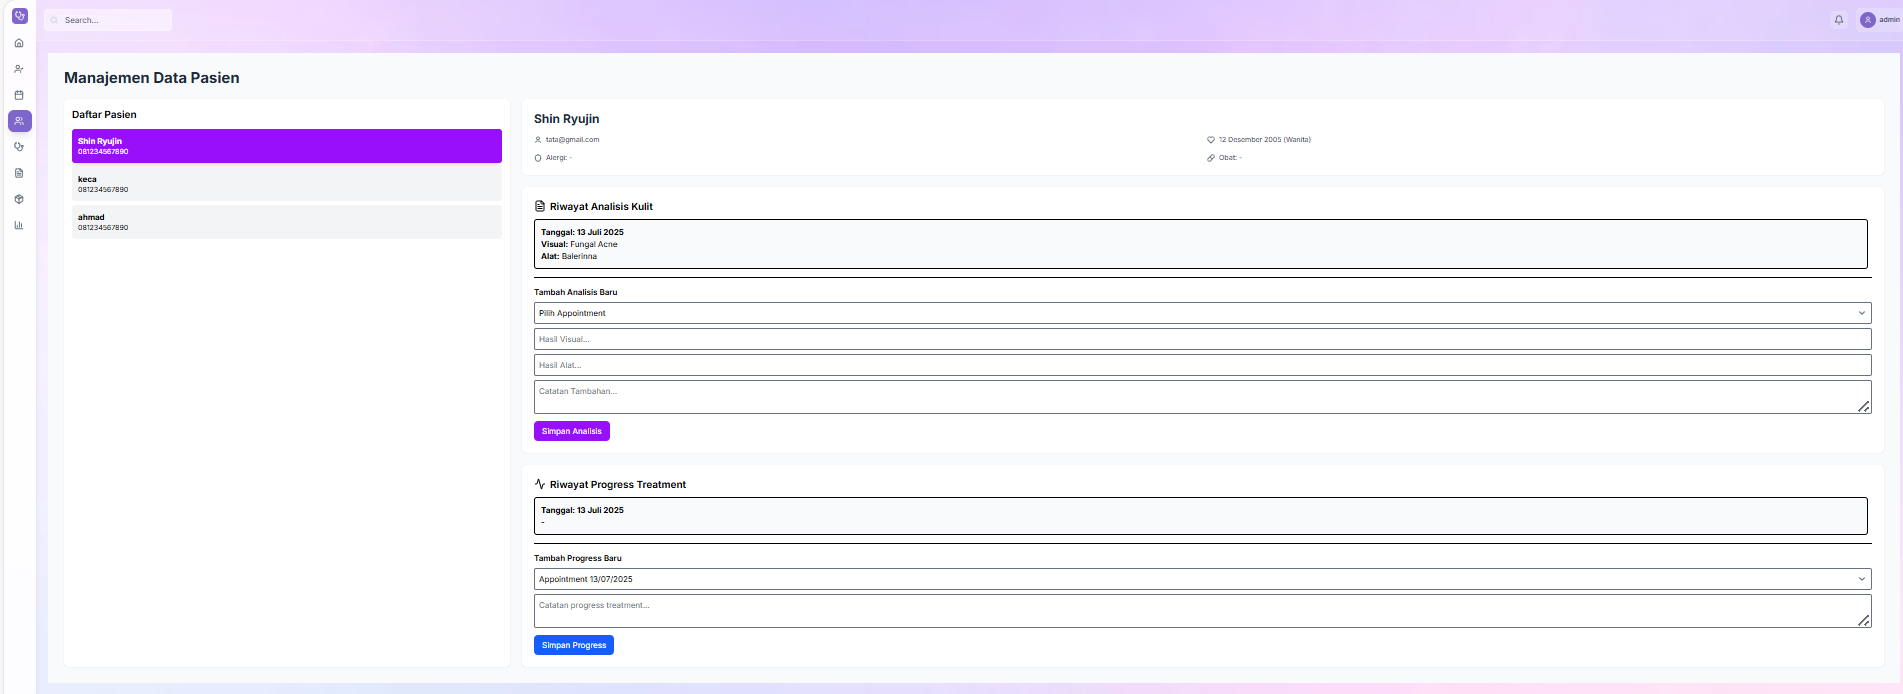 Search...
admin
Manajemen Data Pasien
Daftar Pasien
Shin Ryujin
081234567890
keca
081234567890
ahmad
081234567890
Shin Ryujin
tata@gmail.com
12 Desember 2005 (Wanita)
Alergi: -
Obat: -
Riwayat Analisis Kulit
Tanggal: 13 Juli 2025
Visual: Fungal Acne
Alat: Balerinna
Tambah Analisis Baru
Pilih Appointment
Hasil Visual...
Hasil Alat...
Catatan Tambahan...
Simpan Analisis
Riwayat Progress Treatment
Tanggal: 13 Juli 2025
-
Tambah Progress Baru
Appointment 13/07/2025
Catatan progress treatment...
Simpan Progress